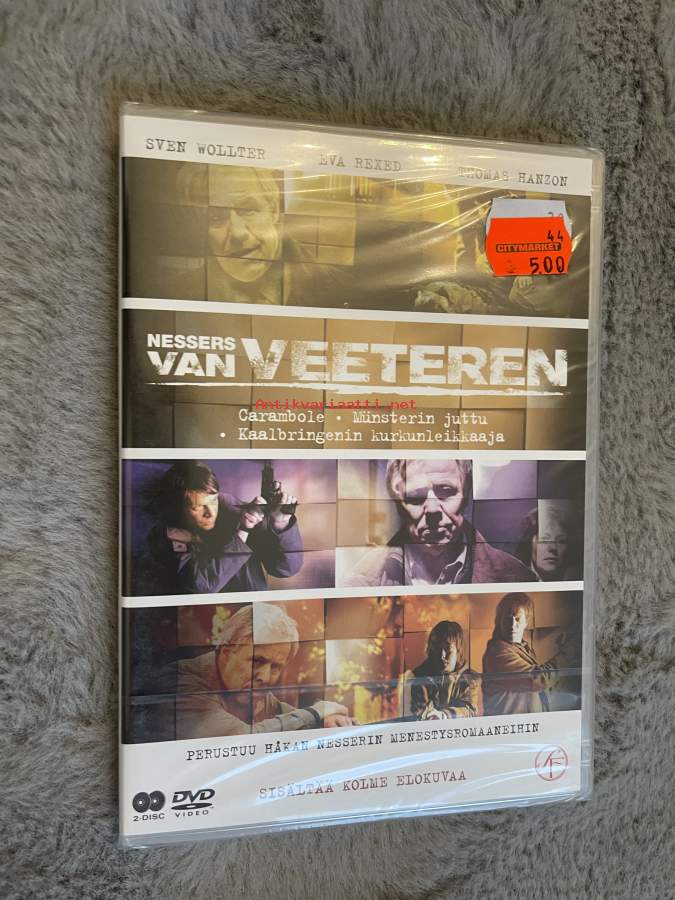 SVEN WOLLTER EVA REXED THOMAS HANZON
44
CITYMARKET
5.00
NESSERS
VAN VEETEREN
Antikvariaatti.net
Carambole • Münsterin juttu
• Kaalbringenin kurkunleikkaaja
PERUSTUU HÅKAN NESSERIN MENESTYSROMAANEIHIN
SISÄLTÄÄ KOLME ELOKUVAA
2-DISC
DVD
VIDEO